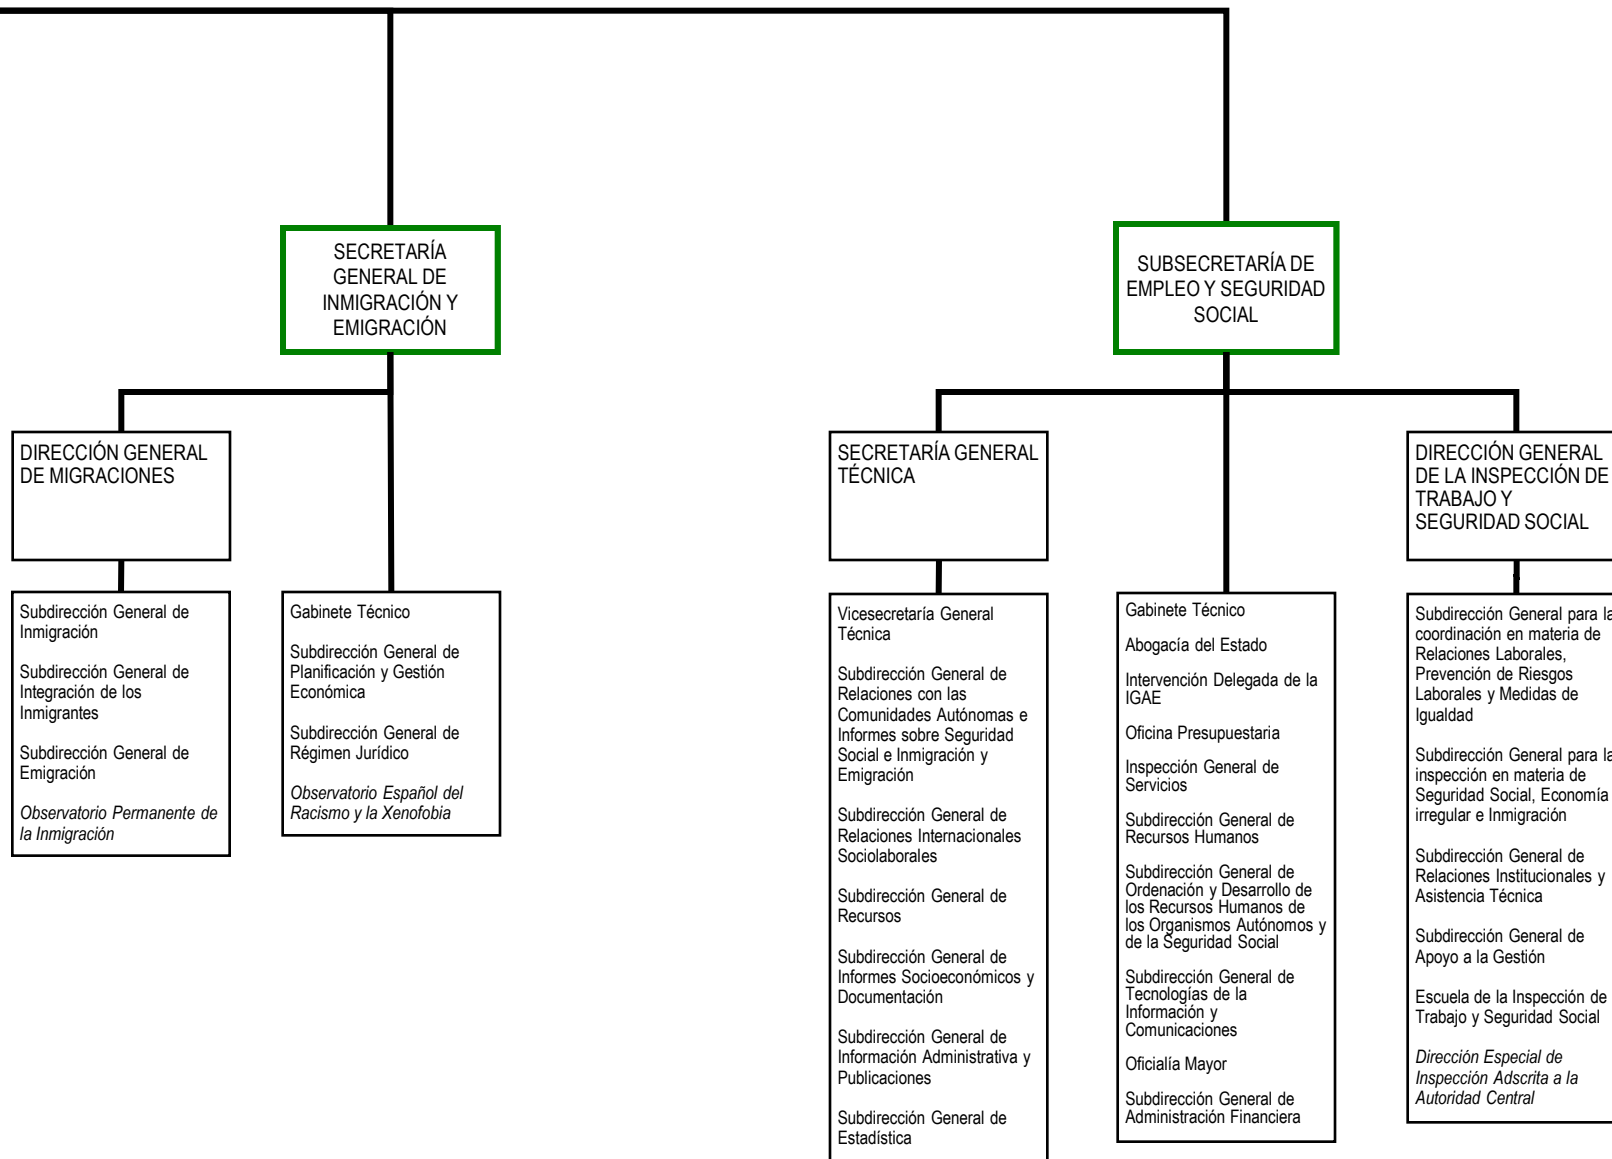 SECRETARÍA
GENERAL DE
INMIGRACIÓN Y
EMIGRACIÓN
SUBSECRETARÍA DE
EMPLEO Y SEGURIDAD
SOCIAL
DIRECCIÓN GENERAL
DE MIGRACIONES
SECRETARÍA GENERAL
TÉCNICA
DIRECCIÓN GENERAL
DE LA INSPECCIÓN DE
TRABAJO Y
SEGURIDAD SOCIAL
Subdirección General de
Inmigración
Subdirección General de
Integración de los
Inmigrantes
Subdirección General de
Emigración
Observatorio Permanente de
la Inmigración
Gabinete Técnico
Subdirección General de
Planificación y Gestión
Económica
Subdirección General de
Régimen Jurídico
Observatorio Español del
Racismo y la Xenofobia
Vicesecretaría General
Técnica
Subdirección General de
Relaciones con las
Comunidades Autónomas e
Informes sobre Seguridad
Social e Inmigración y
Emigración
Subdirección General de
Relaciones Internacionales
Sociolaborales
Subdirección General de
Recursos
Subdirección General de
Informes Socioeconómicos y
Documentación
Subdirección General de
Información Administrativa y
Publicaciones
Subdirección General de
Estadística
Gabinete Técnico
Abogacía del Estado
Intervención Delegada de la
IGAE
Oficina Presupuestaria
Inspección General de
Servicios
Subdirección General de
Recursos Humanos
Subdirección General de
Ordenación y Desarrollo de
los Recursos Humanos de
los Organismos Autónomos y
de la Seguridad Social
Subdirección General de
Tecnologías de la
Información y
Comunicaciones
Oficialía Mayor
Subdirección General de
Administración Financiera
Subdirección General para la
coordinación en materia de
Relaciones Laborales,
Prevención de Riesgos
Laborales y Medidas de
Igualdad
Subdirección General para la
inspección en materia de
Seguridad Social, Economía
irregular e Inmigración
Subdirección General de
Relaciones Institucionales y
Asistencia Técnica
Subdirección General de
Apoyo a la Gestión
Escuela de la Inspección de
Trabajo y Seguridad Social
Dirección Especial de
Inspección Adscrita a la
Autoridad Central